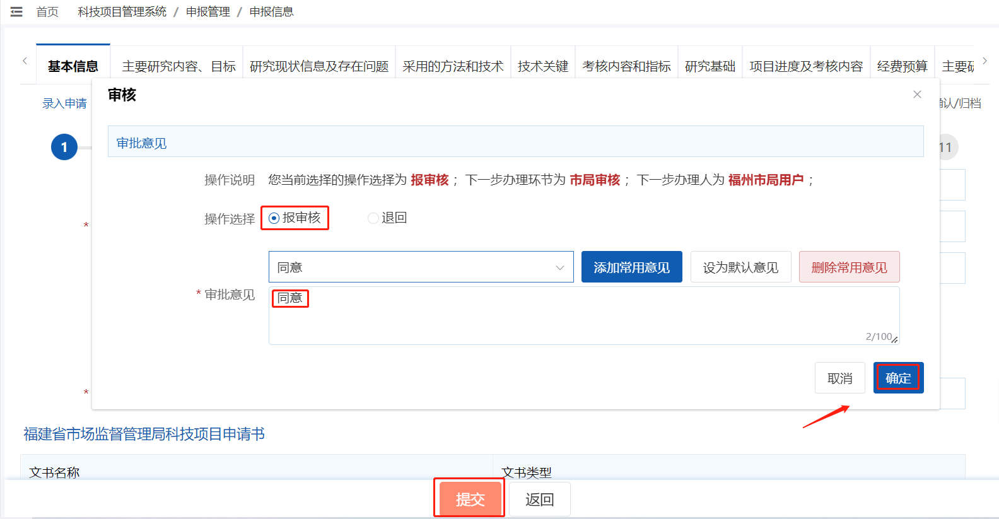 首页 科技项目管理系统 / 申报管理 / 申报信息
基本信息 主要研究内容、目标 研究现状信息及存在问题 采用的方法和技术 技术关键 考核内容和指标 研究基础 项目进度及考核内容 经费预算 主要研
录入申请 确认/归档
审核
1 11
审批意见
操作说明 您当前选择的操作选择为 报审核 ；下一步办理环节为 市局审核 ；下一步办理人为 福州市局用户 ；
操作选择 报审核 退回
*
同意 添加常用意见 设为默认意见 删除常用意见
* 审批意见 同意
2/100
取消 确定
*
福建省市场监督管理局科技项目申请书
文书名称 文书类型
提交 返回